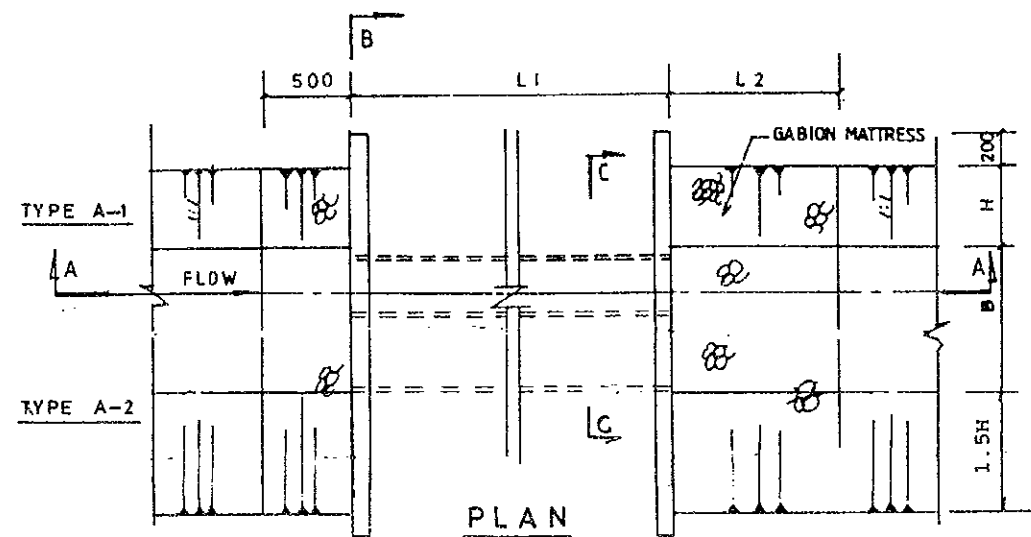 B
500 L1 L2
GABION MATTRESS
200
C
TYPE A-1
H
A FLOW A
B
TYPE A-2
C
1.5H
PLAN